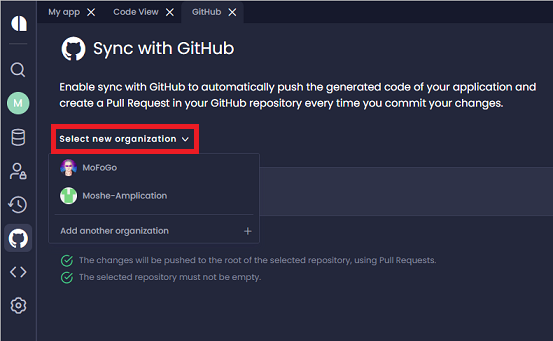 My app
Code View
GitHub
Sync with GitHub
Enable sync with GitHub to automatically push the generated code of your application and
create a Pull Request in your GitHub repository every time you commit your changes.
Select new organization
M
MoFoGo
Moshe-Amplication
Add another organization
The changes will be pushed to the root of the selected repository, using Pull Requests.
The selected repository must not be empty.